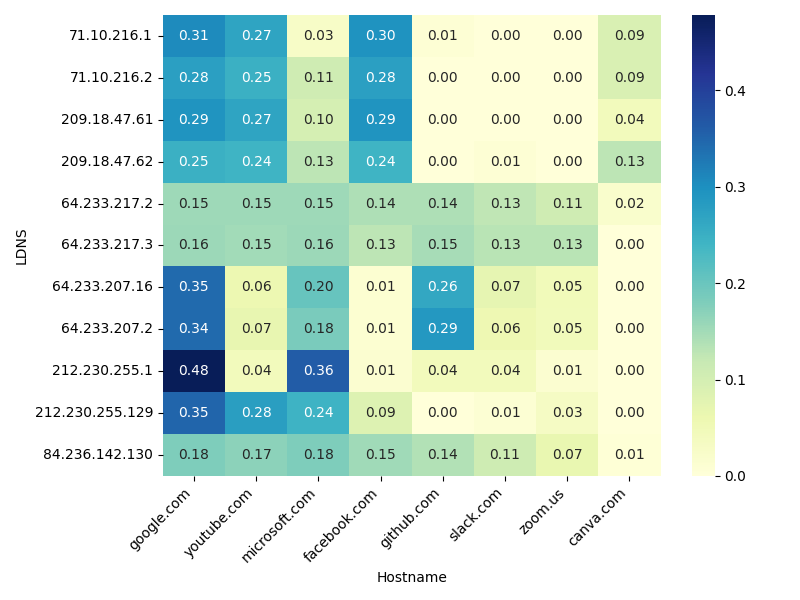 71.10.216.1 0.31 0.27 0.03 0.30 0.01 0.00 0.00 0.09
71.10.216.2 0.28 0.25 0.11 0.28 0.00 0.00 0.00 0.09
209.18.47.61 0.29 0.27 0.10 0.29 0.00 0.00 0.00 0.04
209.18.47.62 0.25 0.24 0.13 0.24 0.00 0.01 0.00 0.13
64.233.217.2 0.15 0.15 0.15 0.14 0.14 0.13 0.11 0.02
64.233.217.3 0.16 0.15 0.16 0.13 0.15 0.13 0.13 0.00
64.233.207.16 0.35 0.06 0.20 0.01 0.26 0.07 0.05 0.00
64.233.207.2 0.34 0.07 0.18 0.01 0.29 0.06 0.05 0.00
212.230.255.1 0.48 0.04 0.36 0.01 0.04 0.04 0.01 0.00
212.230.255.129 0.35 0.28 0.24 0.09 0.00 0.01 0.03 0.00
84.236.142.130 0.18 0.17 0.18 0.15 0.14 0.11 0.07 0.01
LDNS
google.com youtube.com microsoft.com facebook.com github.com slack.com zoom.us canva.com
Hostname
0.4
0.3
0.2
0.1
0.0